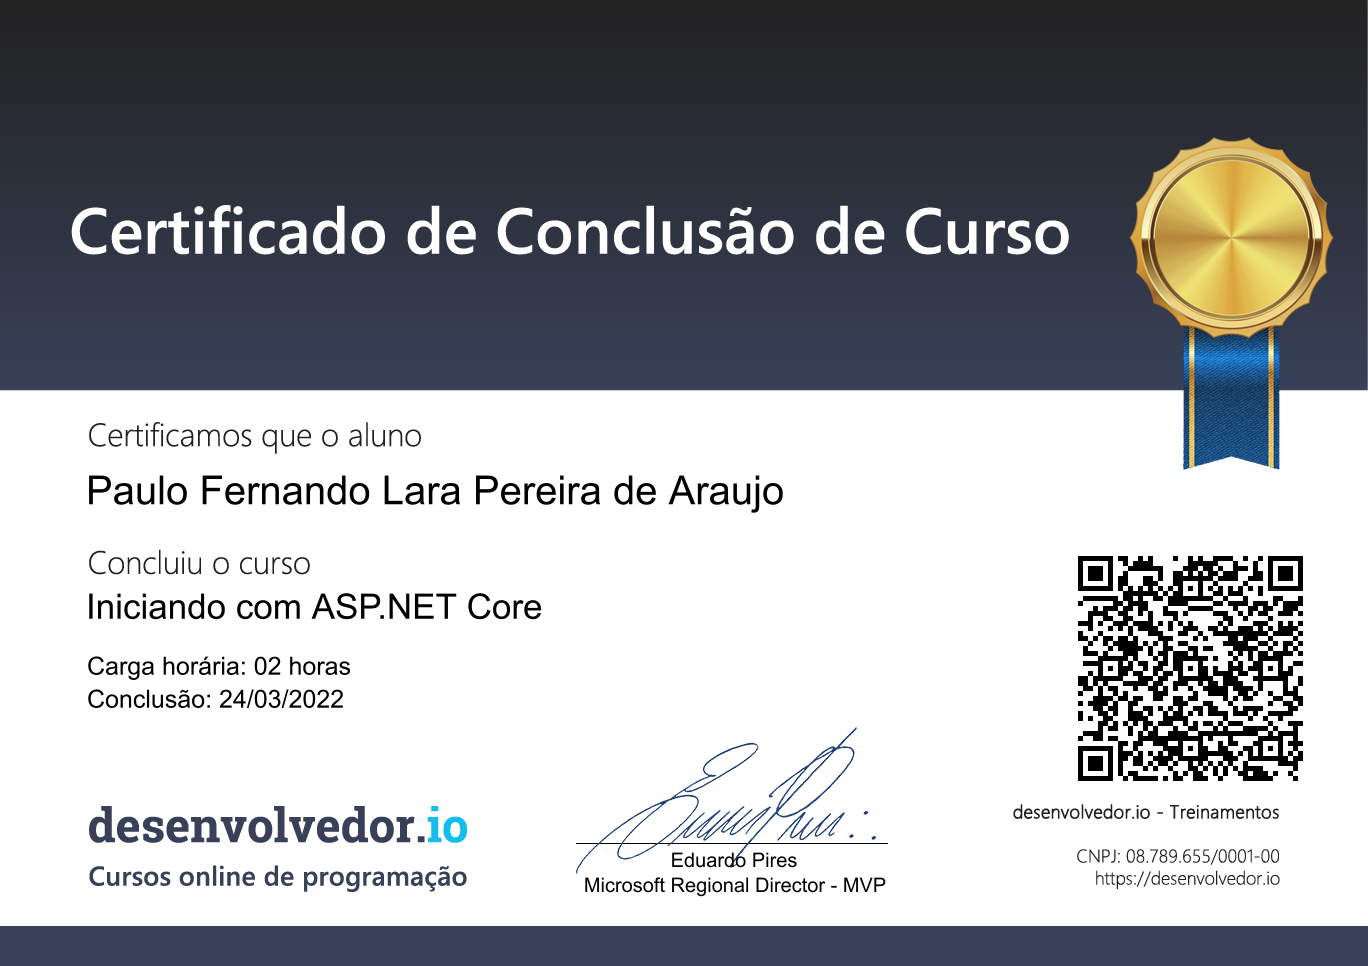 Certificado de Conclusão de Curso
Certificamos que o aluno
Paulo Fernando Lara Pereira de Araujo
Concluiu o curso
Iniciando com ASP.NET Core
Carga horária: 02 horas
Conclusão: 24/03/2022
desenvolvedor.io
Cursos online de programação
Eduardo Pires
Microsoft Regional Director - MVP
desenvolvedor.io - Treinamentos
CNPJ: 08.789.655/0001-00
https://desenvolvedor.io